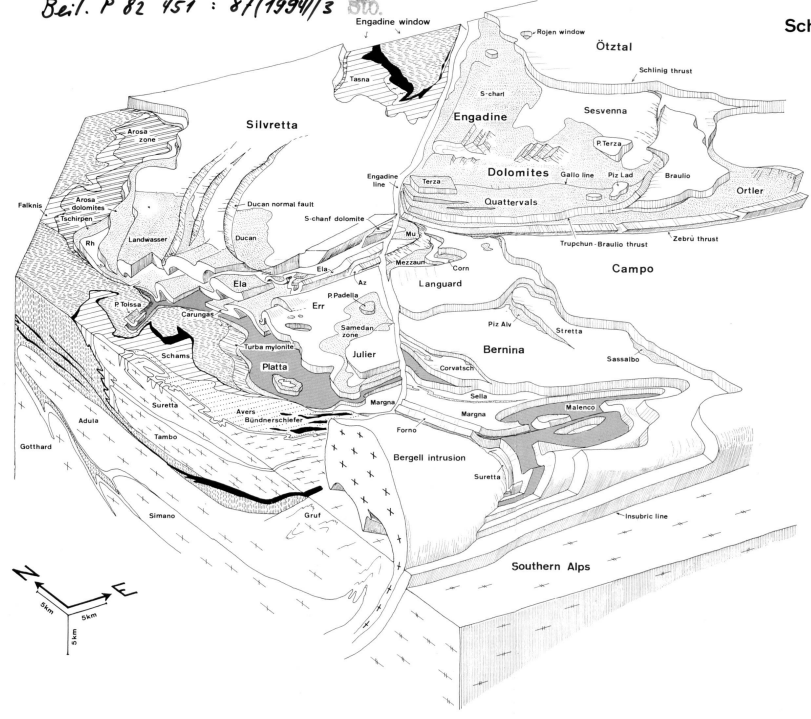 Beil. P 82 451 : 87(1994)/3
Sch
Engadine window
Rojen window
Ötztal
Tasna
Schlinig thrust
S-charl
Silvretta
Engadine
Sesvenna
Arosa
zone
P. Terza
Dolomites
Engadine
line
Terza
Gallo line
Piz Lad
Braulio
Falknis
Arosa
dolomites
Tschirpen
Ducan normal fault
Quattervals
Ortler
S-chanf dolomite
Rh
Landwasser
Ducan
Mu
Trupchun-Braulio thrust
Zebrù thrust
Ela
Ela
Mezzaun
Corn
Campo
Az
Languard
P. Toissa
Carungas
Err
P. Padella
Samedan
zone
Piz Alv
Stretta
Turba mylonite
Schams
Julier
Bernina
Sassalbo
Platta
Corvatsch
Suretta
Avers
Bündnerschiefer
Margna
Sella
Margna
Malenco
Gotthard
Adula
Tambo
Forno
Bergell intrusion
Suretta
Simano
Gruf
Insubric line
Southern Alps
N
E
5km
5km
5km